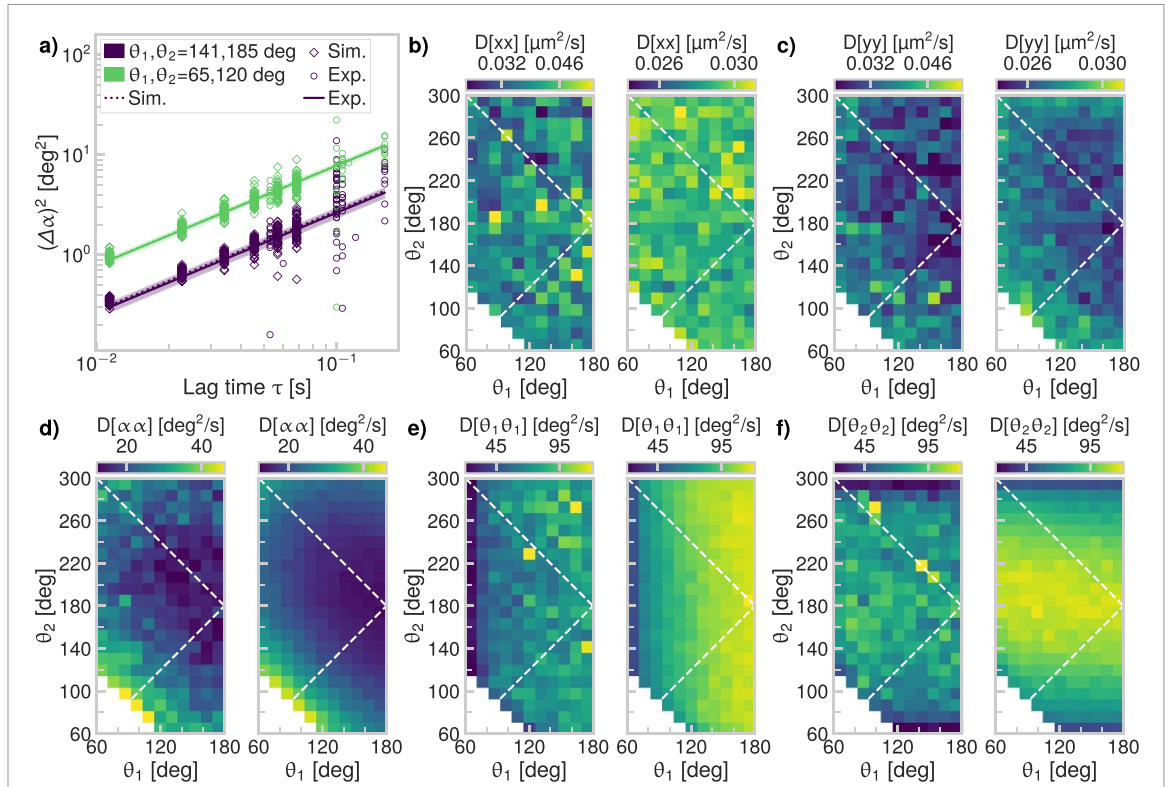 a)
θ₁,θ₂=141,185 deg
θ₁,θ₂=65,120 deg
Sim.
Sim.
Exp.
Exp.
10²
10¹
10⁰
(Δα)² [deg²]
10⁻²
10⁻¹
Lag time τ [s]
b)
D[xx] [μm²/s]
0.032 0.046
D[xx] [μm²/s]
0.026 0.030
300
260
220
180
140
100
60
θ₂ [deg]
60 120 180
θ₁ [deg]
60 120 180
θ₁ [deg]
c)
D[yy] [μm²/s]
0.032 0.046
D[yy] [μm²/s]
0.026 0.030
300
260
220
180
140
100
60
θ₂ [deg]
60 120 180
θ₁ [deg]
60 120 180
θ₁ [deg]
d)
D[αα] [deg²/s]
20 40
D[αα] [deg²/s]
20 40
300
260
220
180
140
100
60
θ₂ [deg]
60 120 180
θ₁ [deg]
60 120 180
θ₁ [deg]
e)
D[θ₁θ₁] [deg²/s]
45 95
D[θ₁θ₁] [deg²/s]
45 95
300
260
220
180
140
100
60
θ₂ [deg]
60 120 180
θ₁ [deg]
60 120 180
θ₁ [deg]
f)
D[θ₂θ₂] [deg²/s]
45 95
D[θ₂θ₂] [deg²/s]
45 95
300
260
220
180
140
100
60
θ₂ [deg]
60 120 180
θ₁ [deg]
60 120 180
θ₁ [deg]